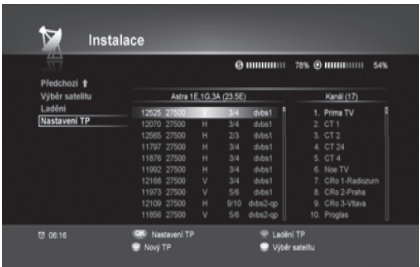 Instalace
78% 54%
Předchozí
Výběr satelitu
Ladění
Nastavení TP
Astra 1E,1G,3A (23.5E)
12525 27500 V 3/4 dvbs1
12070 27500 H 3/4 dvbs1
12565 27500 H 2/3 dvbs1
11797 27500 H 3/4 dvbs1
11876 27500 H 3/4 dvbs1
11992 27500 H 3/4 dvbs1
12168 27500 V 3/4 dvbs1
11973 27500 V 5/6 dvbs1
12109 27500 H 9/10 dvbs2-qp
11856 27500 V 5/6 dvbs2-qp
Kanál (17)
1. Prima TV
2. CT 1
3. CT 2
4. CT 24
5. CT 4
6. Noe TV
7. CRo 1-Radiozurn
8. CRo 2-Praha
9. CRo 3-Vltava
10. Proglas
06:16
Nastavení TP
Ladění TP
Nový TP
Výběr satelitu